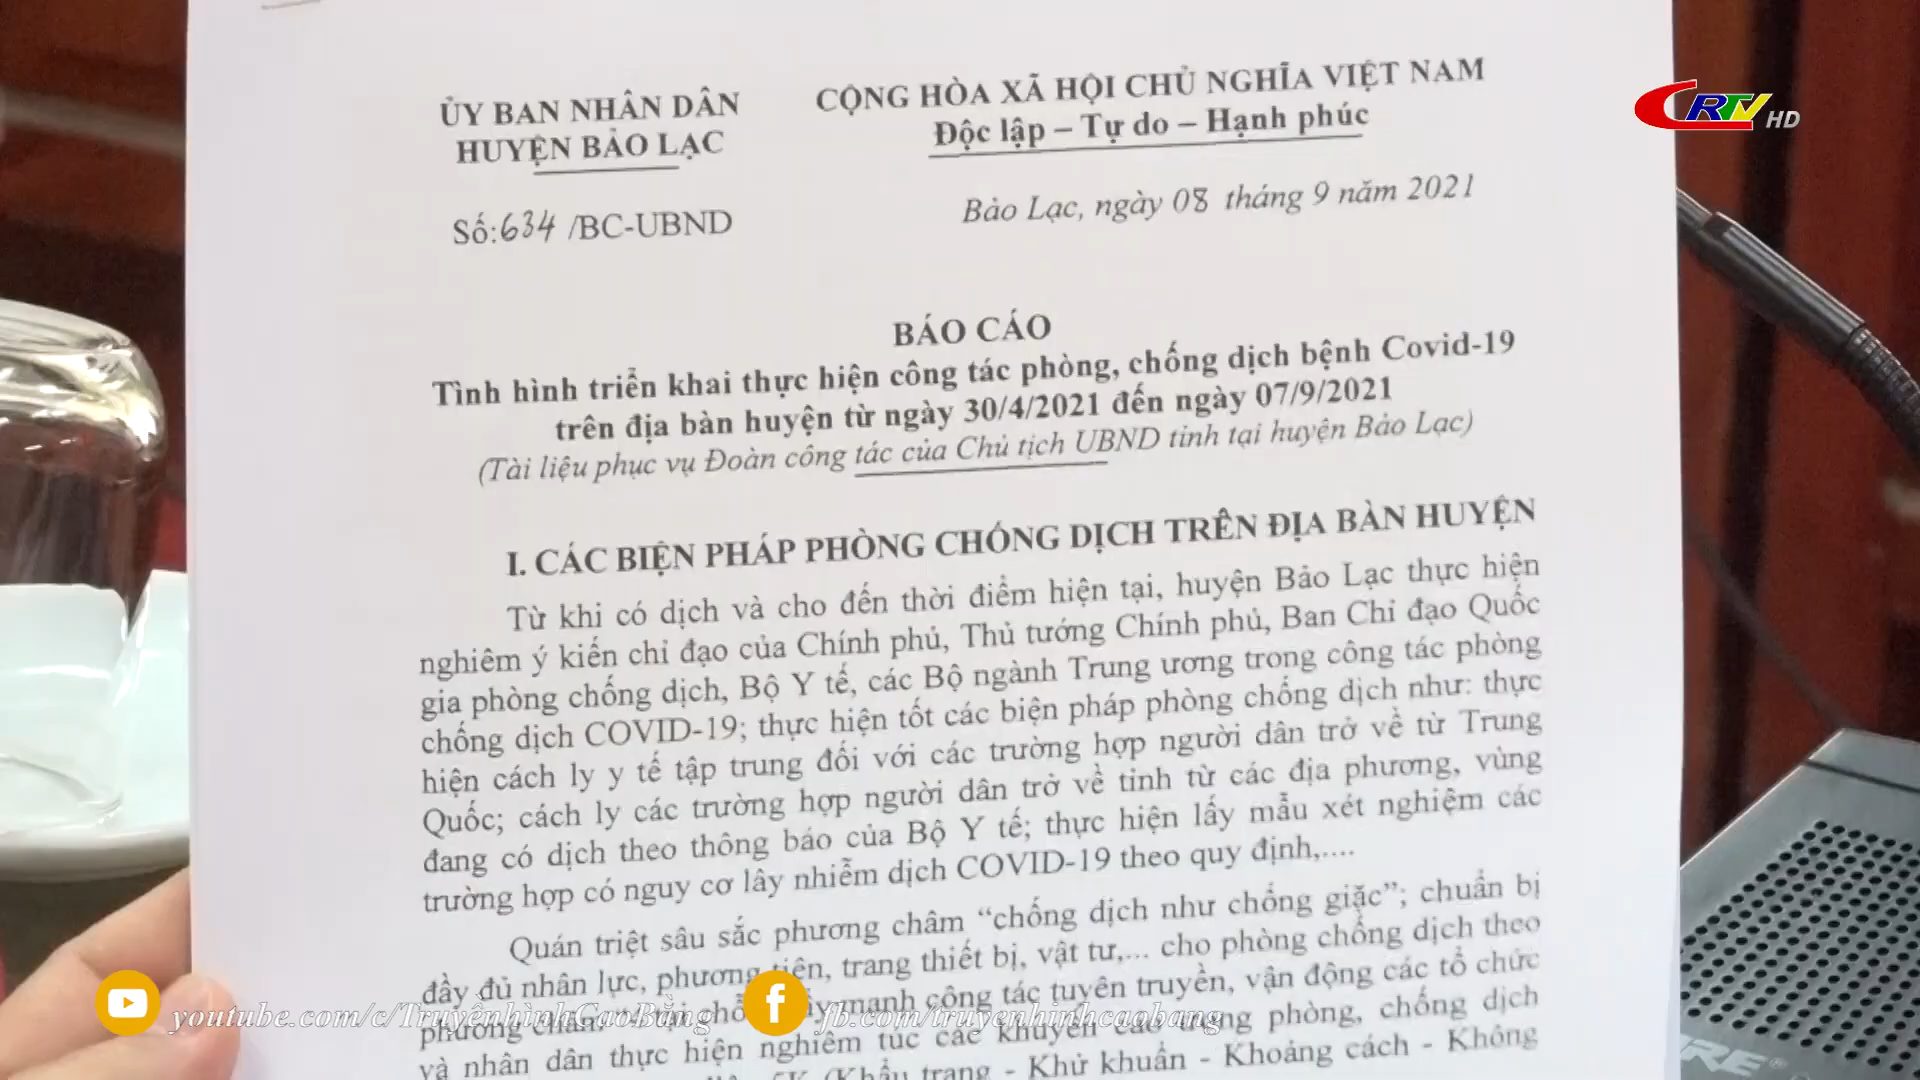 ỦY BAN NHÂN DÂN
HUYỆN BẢO LẠC
CỘNG HÒA XÃ HỘI CHỦ NGHĨA VIỆT NAM
Độc lập – Tự do – Hạnh phúc
Số:634 /BC-UBND
Bảo Lạc, ngày 08 tháng 9 năm 2021
CRTV HD
BÁO CÁO
Tình hình triển khai thực hiện công tác phòng, chống dịch bệnh Covid-19
trên địa bàn huyện từ ngày 30/4/2021 đến ngày 07/9/2021
(Tài liệu phục vụ Đoàn công tác của Chủ tịch UBND tỉnh tại huyện Bảo Lạc)
I. CÁC BIỆN PHÁP PHÒNG CHỐNG DỊCH TRÊN ĐỊA BÀN HUYỆN
Từ khi có dịch và cho đến thời điểm hiện tại, huyện Bảo Lạc thực hiện
nghiêm ý kiến chỉ đạo của Chính phủ, Thủ tướng Chính phủ, Ban Chỉ đạo Quốc
gia phòng chống dịch, Bộ Y tế, các Bộ ngành Trung ương trong công tác phòng
chống dịch COVID-19; thực hiện tốt các biện pháp phòng chống dịch như: thực
hiện cách ly y tế tập trung đối với các trường hợp người dân trở về từ Trung
Quốc; cách ly các trường hợp người dân trở về tỉnh từ các địa phương, vùng
đang có dịch theo thông báo của Bộ Y tế; thực hiện lấy mẫu xét nghiệm các
trường hợp có nguy cơ lây nhiễm dịch COVID-19 theo quy định,....
Quán triệt sâu sắc phương châm “chống dịch như chống giặc”; chuẩn bị
đầy đủ nhân lực, phương tiện, trang thiết bị, vật tư,... cho phòng chống dịch theo
phương châm mạnh công tác tuyên truyền, vận động các tổ chức
và nhân dân thực hiện nghiêm túc các khuyến cáo trong phòng, chống dịch
5K (Khẩu trang - Khử khuẩn - Khoảng cách - Không
youtube.com/c/TruyềnhìnhCaoBằng
fb.com/truyenhinhcaobang